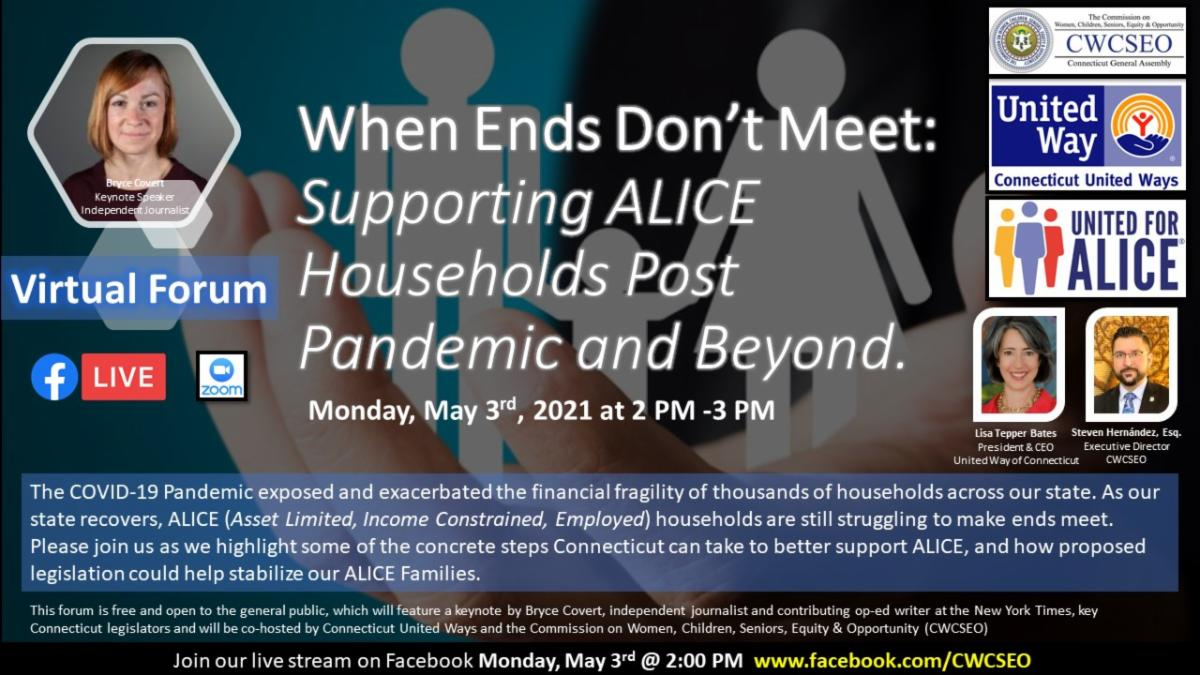 Bryce Covert
Keynote Speaker
Independent Journalist
Virtual Forum
LIVE
zoom
When Ends Don't Meet:
Supporting ALICE
Households Post
Pandemic and Beyond.
Monday, May 3rd, 2021 at 2 PM -3 PM
The Commission on
Women, Children, Seniors, Equity & Opportunity
CWCSEO
Connecticut General Assembly
United
Way
Connecticut United Ways
UNITED FOR
ALICE®
Lisa Tepper Bates
President & CEO
United Way of Connecticut
Steven Hernández, Esq.
Executive Director
CWCSEO
The COVID-19 Pandemic exposed and exacerbated the financial fragility of thousands of households across our state. As our
state recovers, ALICE (Asset Limited, Income Constrained, Employed) households are still struggling to make ends meet.
Please join us as we highlight some of the concrete steps Connecticut can take to better support ALICE, and how proposed
legislation could help stabilize our ALICE Families.
This forum is free and open to the general public, which will feature a keynote by Bryce Covert, independent journalist and contributing op-ed writer at the New York Times, key
Connecticut legislators and will be co-hosted by Connecticut United Ways and the Commission on Women, Children, Seniors, Equity & Opportunity (CWCSEO)
Join our live stream on Facebook Monday, May 3rd @ 2:00 PM www.facebook.com/CWCSEO